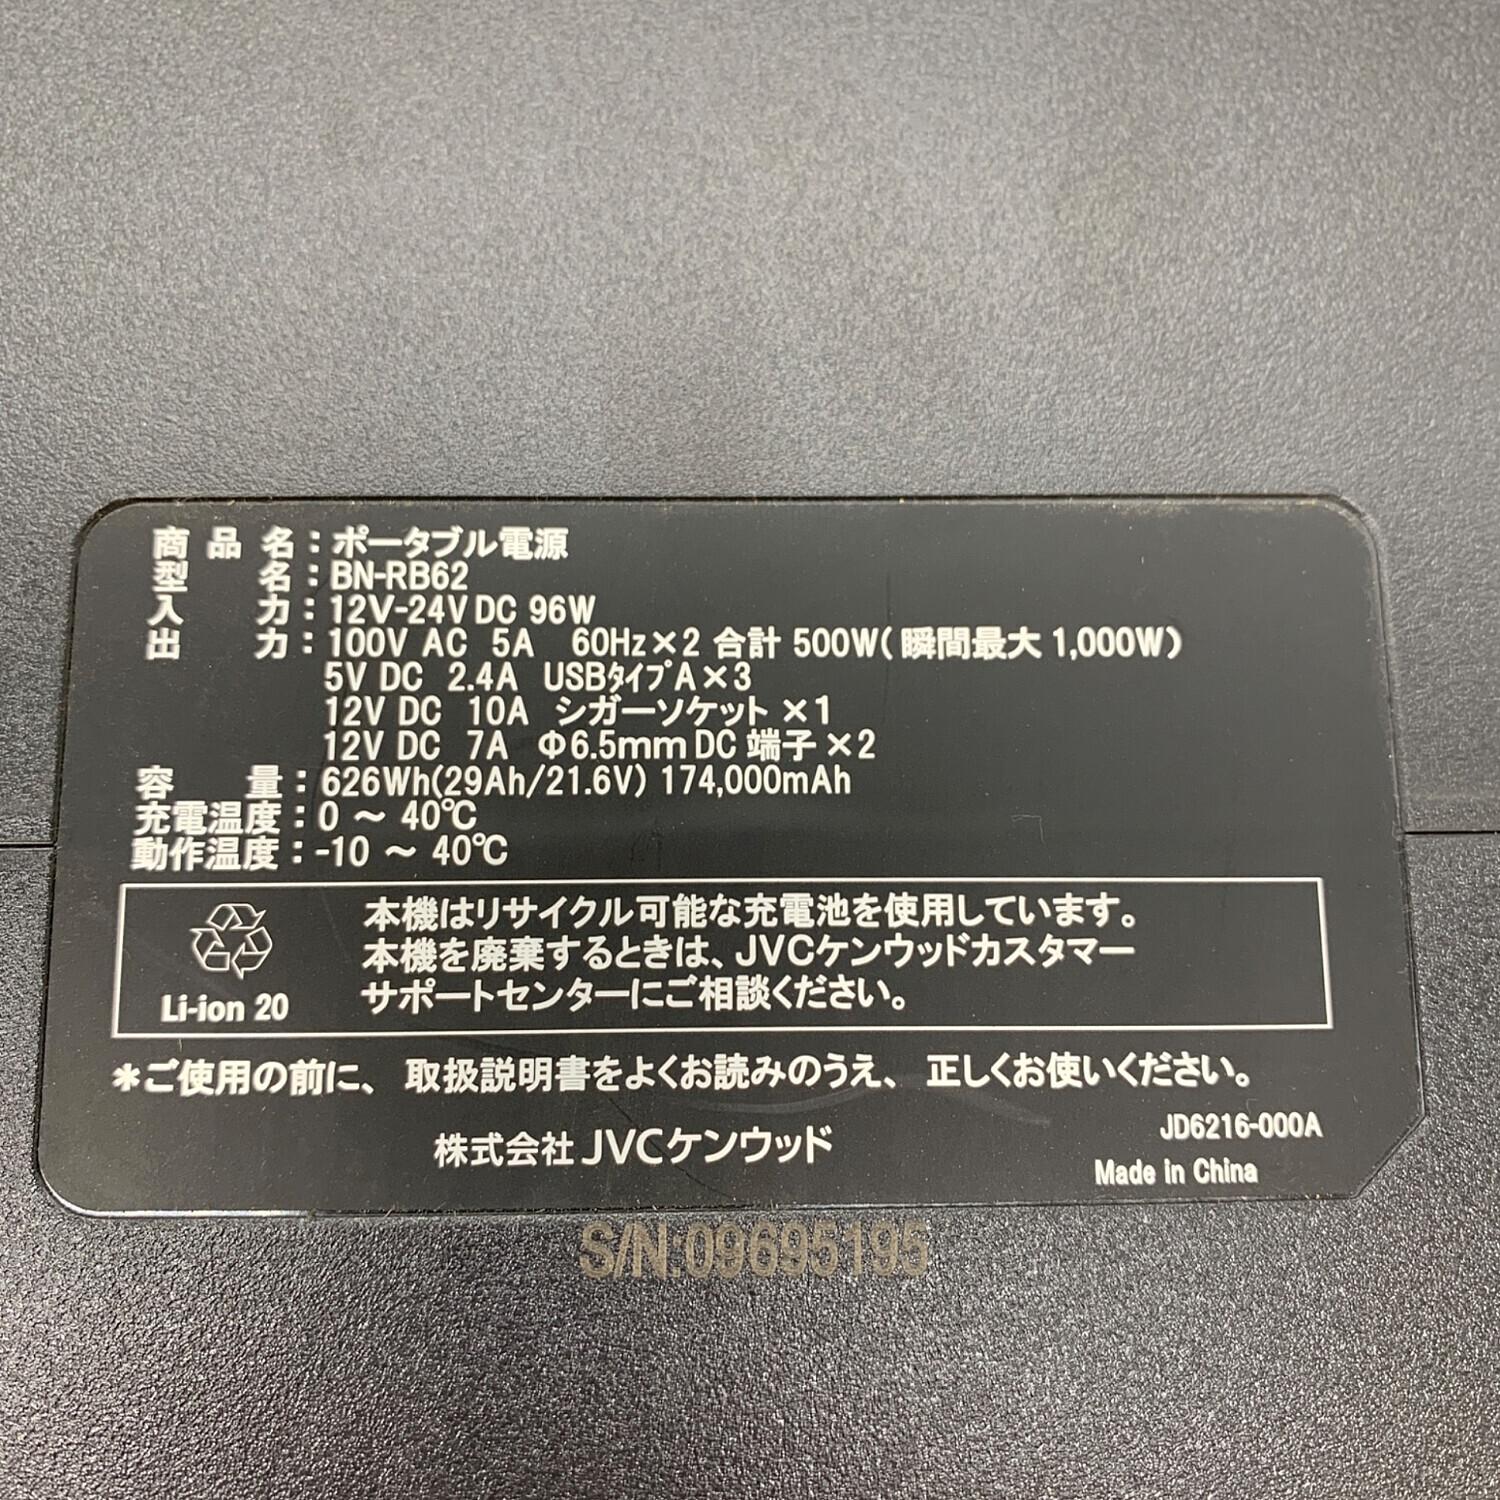 商品名：ポータブル電源
型名：BN-RB62
入力：12V-24V DC 96W
出力：100V AC 5A 60Hz×2 合計 500W(瞬間最大 1,000W)
5V DC 2.4A USBﾀｲﾌﾟA×3
12V DC 10A シガーソケット ×1
12V DC 7A Φ6.5mm DC 端子×2
容量：626Wh(29Ah/21.6V) 174,000mAh
充電温度：0 ～ 40℃
動作温度：-10 ～ 40℃
本機はリサイクル可能な充電池を使用しています。
本機を廃棄するときは、JVCケンウッドカスタマー
サポートセンターにご相談ください。
Li-ion 20
＊ご使用の前に、取扱説明書をよくお読みのうえ、正しくお使いください。
株式会社 JVCケンウッド
JD6216-000A
Made in China
S/N:09695195